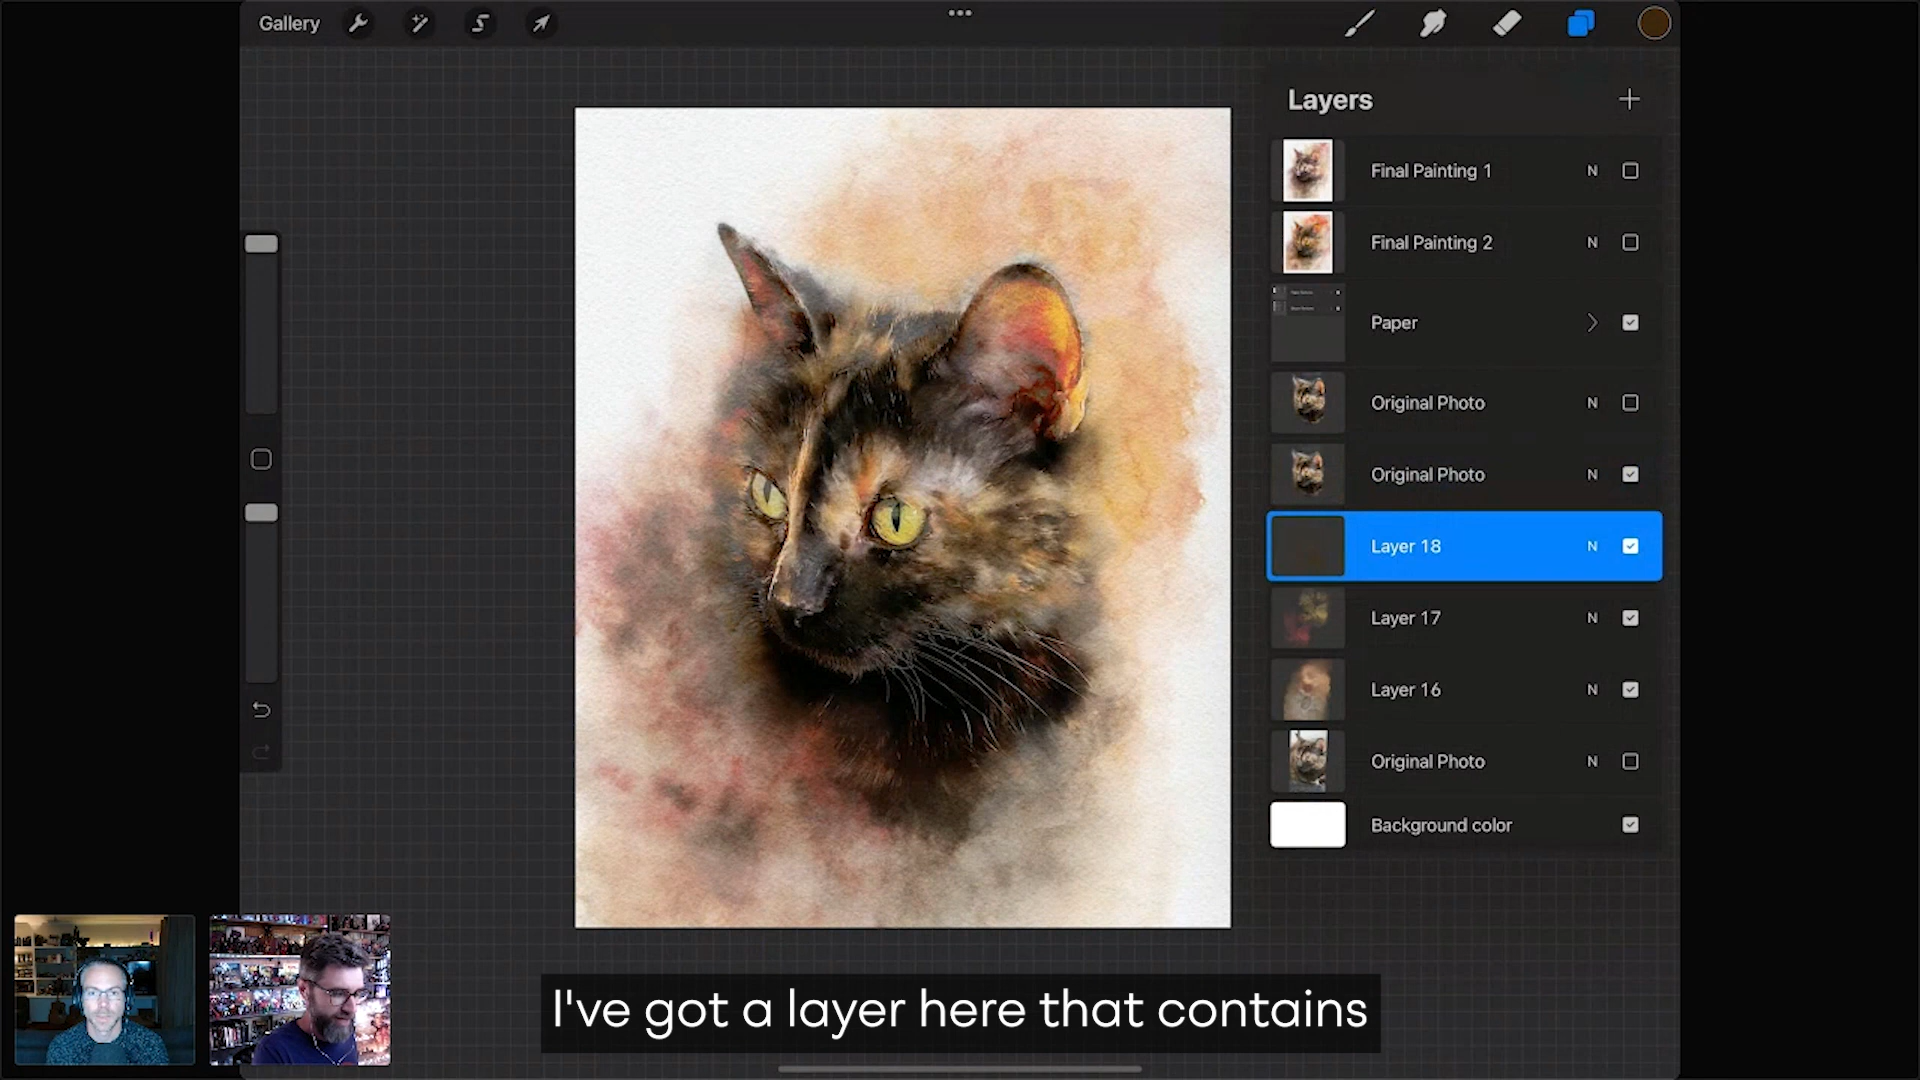 Gallery
Layers
Final Painting 1 N
Final Painting 2 N
Paper
Original Photo N
Original Photo N
Layer 18 N
Layer 17 N
Layer 16 N
Original Photo N
Background color
I've got a layer here that contains